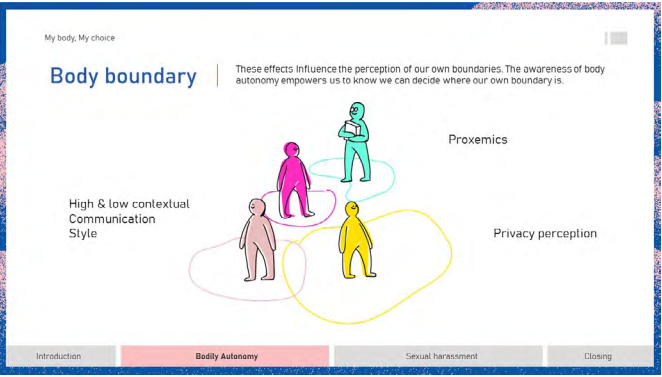 My body, My choice
Body boundary
These effects Influence the perception of our own boundaries. The awareness of body
autonomy empowers us to know we can decide where our own boundary is.
Proxemics
High & low contextual
Communication
Style
Privacy perception
Introduction
Bodily Autonomy
Sexual harassment
Closing